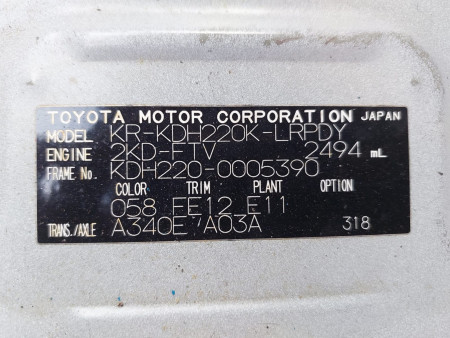 TOYOTA MOTOR CORPORATION JAPAN
MODEL KR-KDH220K-LRPDY
ENGINE 2KD-FTV 2494 mL
FRAME No. KDH220-0005390
COLOR TRIM PLANT OPTION
058 FE12 E11
TRANS./AXLE A340E A03A 318